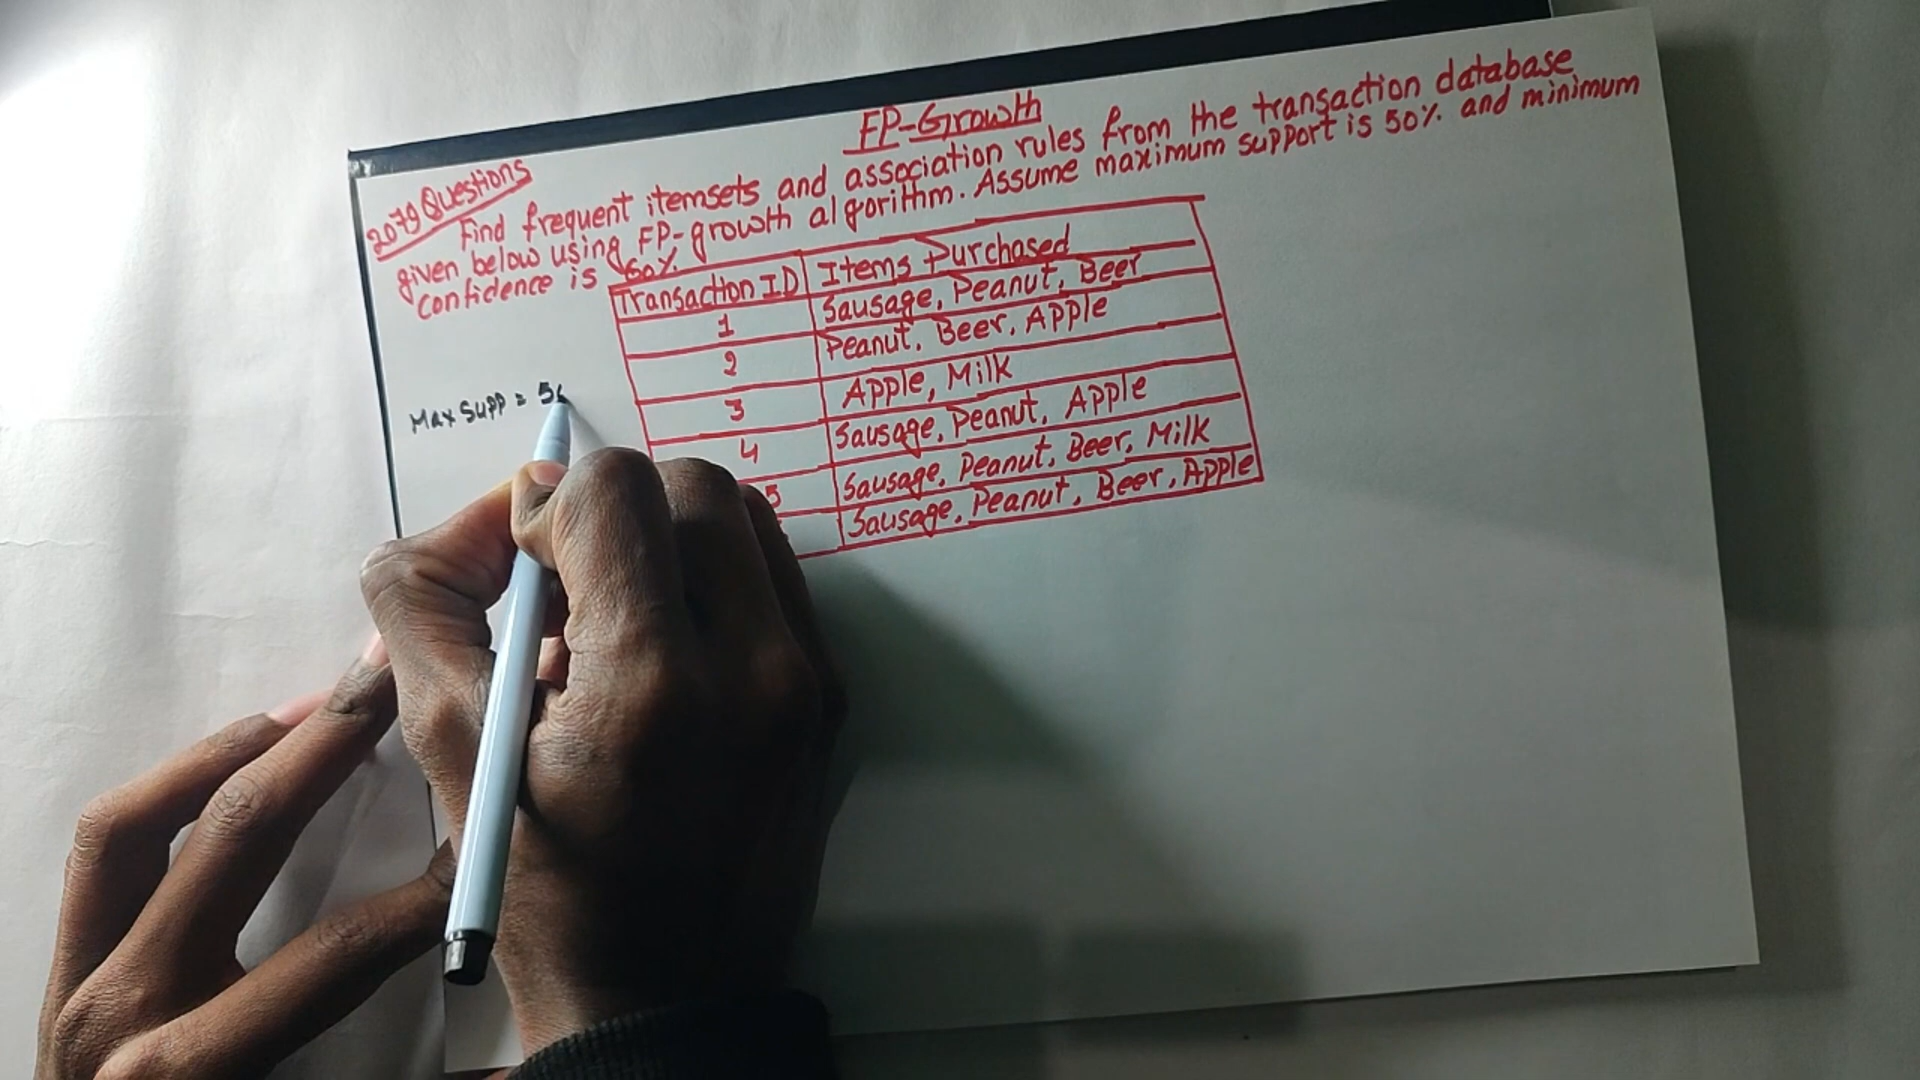 FP-Growth
2079 Questions
Find frequent itemsets and association rules from the transaction database
given below using FP-growth algorithm. Assume maximum support is 50% and minimum
confidence is 60%.
Transaction ID Items Purchased
1 Sausage, Peanut, Beer
2 Peanut, Beer, Apple
3 Apple, Milk
4 Sausage, Peanut, Apple
5 Sausage, Peanut, Beer, Milk
Sausage, Peanut, Beer, Apple
Max Supp = 5